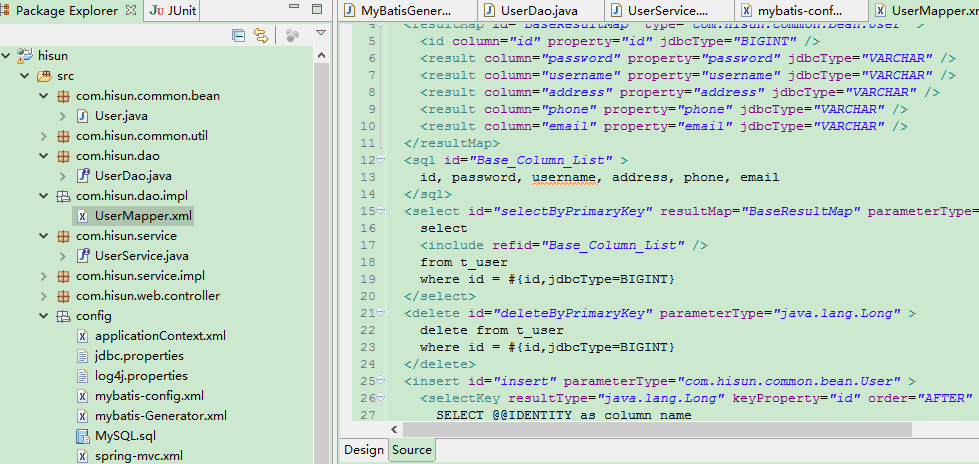 Package Explorer
JUnit
hisun
src
com.hisun.common.bean
User.java
com.hisun.common.util
com.hisun.dao
UserDao.java
com.hisun.dao.impl
UserMapper.xml
com.hisun.service
UserService.java
com.hisun.service.impl
com.hisun.web.controller
config
applicationContext.xml
jdbc.properties
log4j.properties
mybatis-config.xml
mybatis-Generator.xml
MySQL.sql
spring-mvc.xml
MyBatisGener... UserDao.java UserService.... mybatis-conf... UserMapper.xm
4 <resultMap id="BaseResultMap" type="com.hisun.common.bean.User" >
5 <id column="id" property="id" jdbcType="BIGINT" />
6 <result column="password" property="password" jdbcType="VARCHAR" />
7 <result column="username" property="username" jdbcType="VARCHAR" />
8 <result column="address" property="address" jdbcType="VARCHAR" />
9 <result column="phone" property="phone" jdbcType="VARCHAR" />
10 <result column="email" property="email" jdbcType="VARCHAR" />
11 </resultMap>
12 <sql id="Base_Column_List" >
13 id, password, username, address, phone, email
14 </sql>
15 <select id="selectByPrimaryKey" resultMap="BaseResultMap" parameterType=
16 select
17 <include refid="Base_Column_List" />
18 from t_user
19 where id = #{id,jdbcType=BIGINT}
20 </select>
21 <delete id="deleteByPrimaryKey" parameterType="java.lang.Long" >
22 delete from t_user
23 where id = #{id,jdbcType=BIGINT}
24 </delete>
25 <insert id="insert" parameterType="com.hisun.common.bean.User" >
26 <selectKey resultType="java.lang.Long" keyProperty="id" order="AFTER"
27 SELECT @@IDENTITY as column name
Design Source